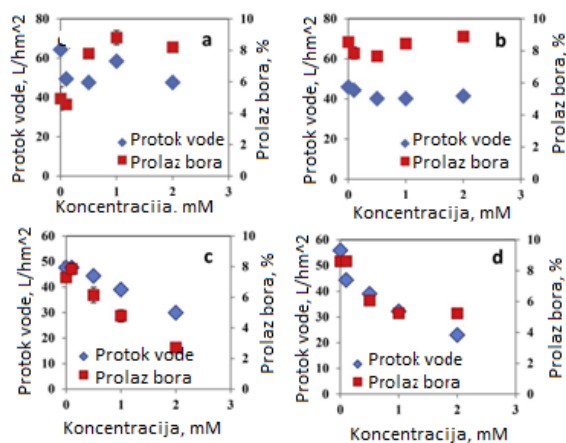 a
Protok vode, L/hm^2
80
60
40
20
0
Prolaz bora, %
10
8
6
4
2
0
Protok vode
Prolaz bora
0 1 2 3
Koncentraciia. mM
b
Protok vode, L/hm^2
80
60
40
20
0
Prolaz bora, %
10
8
6
4
2
0
Protok vode
Prolaz bora
0 1 2 3
Koncentracija, mM
c
Protok vode, L/hm^2
60
50
40
30
20
10
0
Prolaz bora, %
10
8
6
4
2
0
Protok vode
Prolaz bora
0 1 2 3
Koncentracija, mM
d
Protok vode, L/hm^2
60
50
40
30
20
10
0
Prolaz bora, %
10
8
6
4
2
0
Protok vode
Prolaz bora
0 1 2 3
Koncentracija, mM